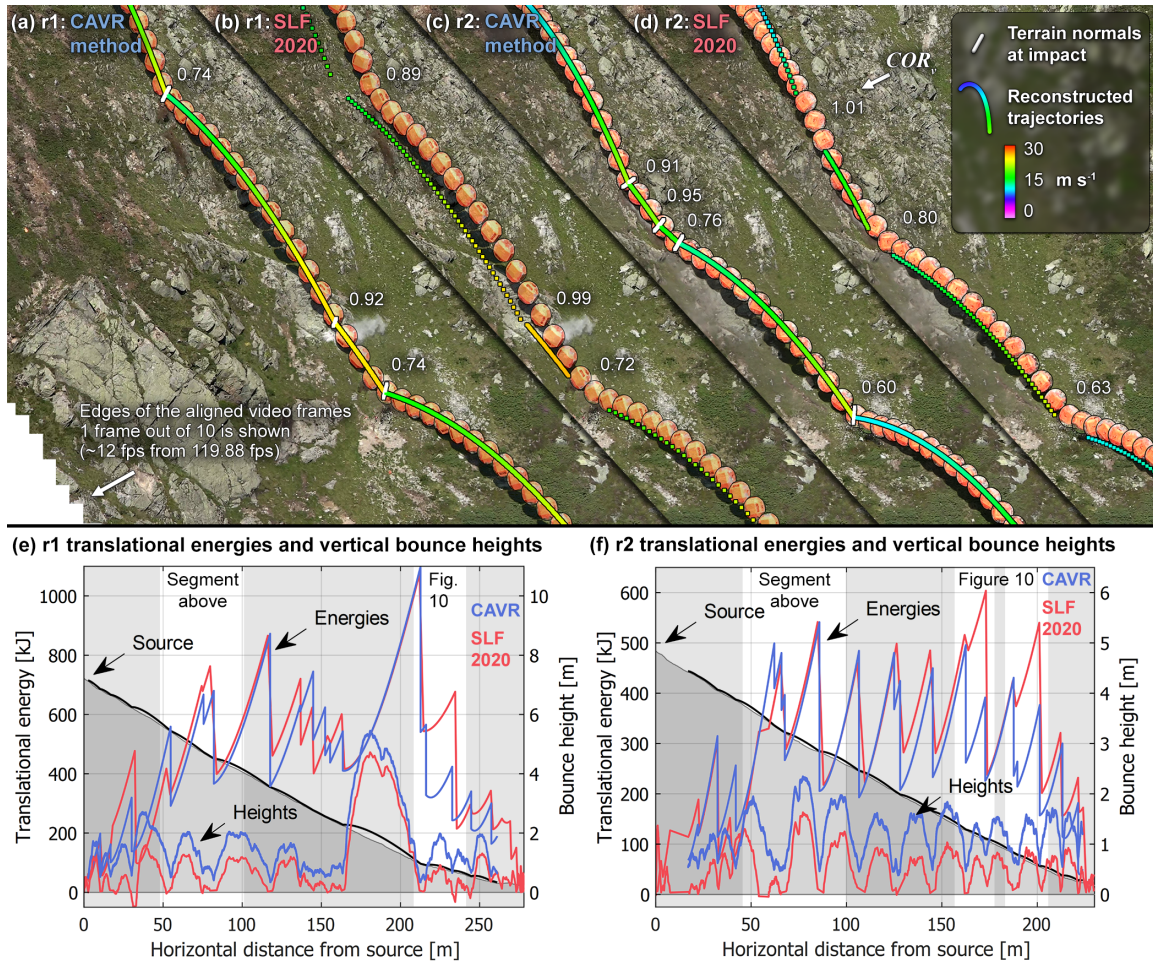 (a) r1: CAVR
method
(b) r1: SLF
2020
(c) r2: CAVR
method
(d) r2: SLF
2020
CORv
Terrain normals
at impact
Reconstructed
trajectories
30
15 m s-1
0
0.74
0.92
0.74
0.89
0.99
0.72
0.91
0.95
0.76
0.60
1.01
0.80
0.63
Edges of the aligned video frames
1 frame out of 10 is shown
(~12 fps from 119.88 fps)
(e) r1 translational energies and vertical bounce heights
Segment
above
Fig.
10
CAVR
SLF
2020
Source
Energies
Heights
Translational energy [kJ]
1000
800
600
400
200
0
Bounce height [m]
10
8
6
4
2
0
0 50 100 150 200 250
Horizontal distance from source [m]
(f) r2 translational energies and vertical bounce heights
Segment
above
Figure 10
CAVR
SLF
2020
Source
Energies
Heights
Translational energy [kJ]
600
500
400
300
200
100
0
Bounce height [m]
6
5
4
3
2
1
0
0 50 100 150 200
Horizontal distance from source [m]